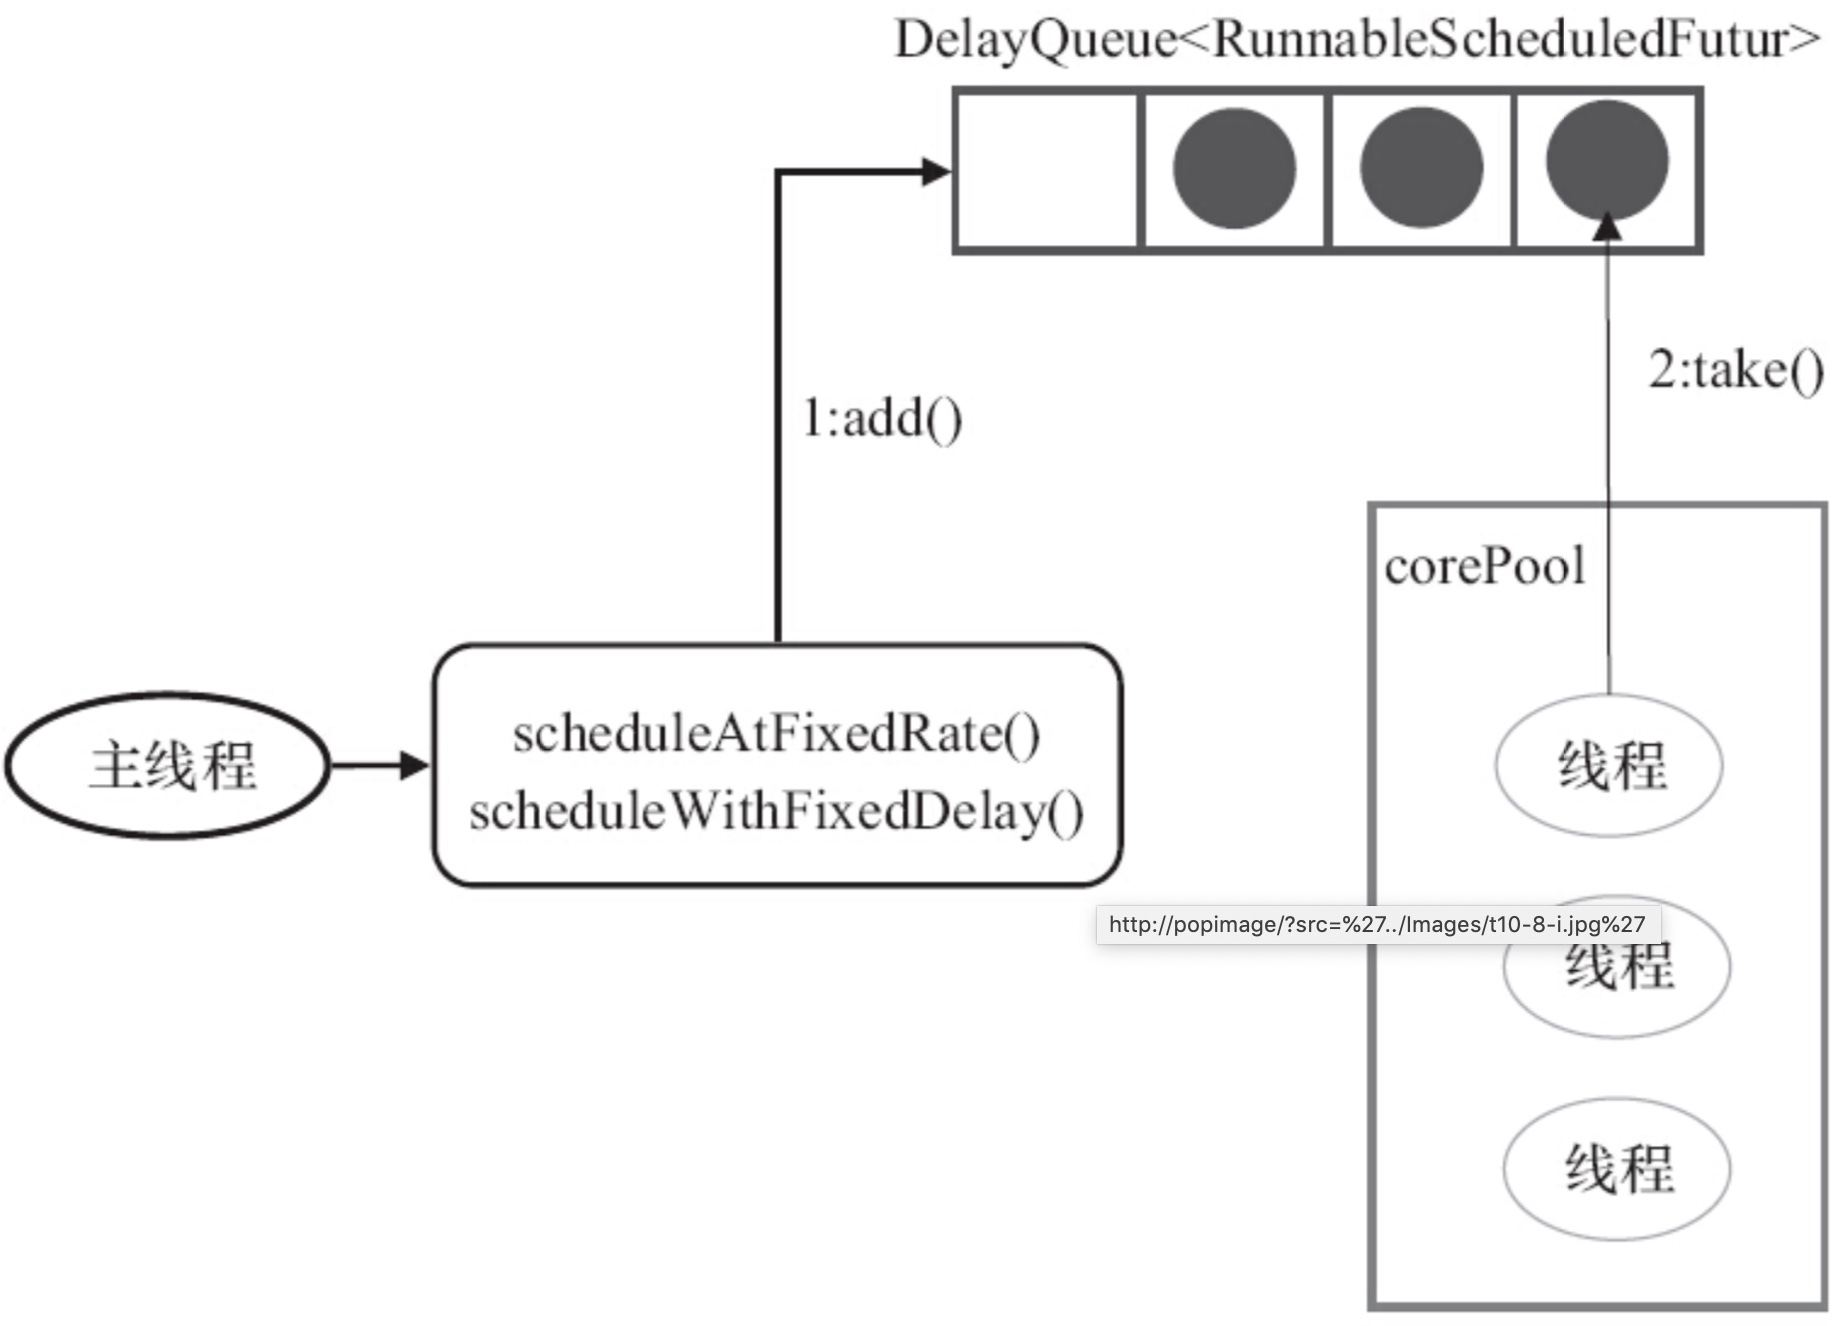 DelayQueue<RunnableScheduledFutur>
1:add()
2:take()
corePool
主线程
scheduleAtFixedRate()
scheduleWithFixedDelay()
线程
http://popimage/?src=%27../Images/t10-8-i.jpg%27
线程
线程